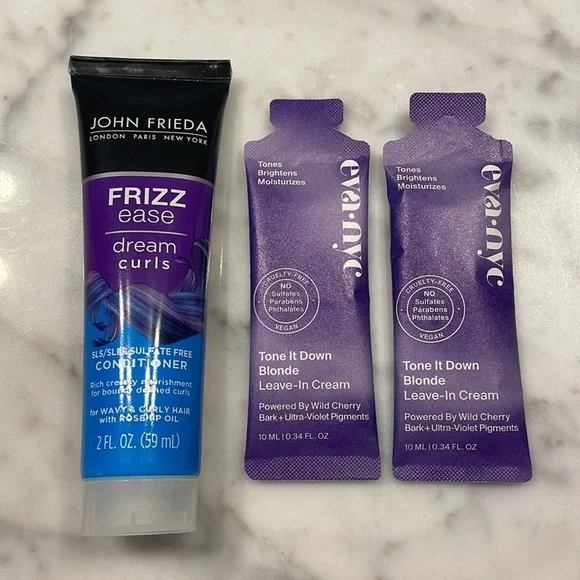 JOHN FRIEDA
LONDON PARIS NEW YORK
FRIZZ
ease
dream
curls
SLS/SLES SULFATE FREE
CONDITIONER
Rich creamy nourishment
for bouncy defined curls
for WAVY & CURLY HAIR
with ROSEHIP OIL
2 FL. OZ. (59 mL)
Tones
Brightens
Moisturizes
eva·nyc
CRUELTY-FREE
NO
Sulfates
Parabens
Phthalates
VEGAN
Tone It Down
Blonde
Leave-In Cream
Powered By Wild Cherry
Bark + Ultra-Violet Pigments
10 ML | 0.34 FL. OZ
Tones
Brightens
Moisturizes
eva·nyc
CRUELTY-FREE
NO
Sulfates
Parabens
Phthalates
VEGAN
Tone It Down
Blonde
Leave-In Cream
Powered By Wild Cherry
Bark + Ultra-Violet Pigments
10 ML | 0.34 FL. OZ